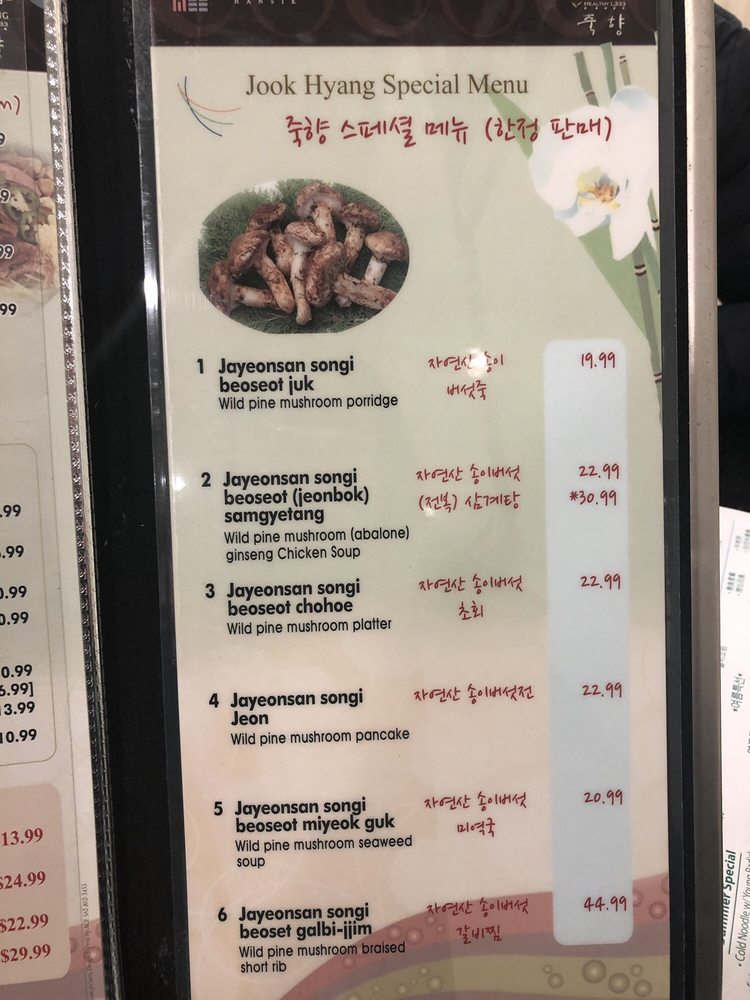 HANSIK
죽향
Jook Hyang Special Menu
죽향 스페셜 메뉴 (한정 판매)
1 Jayeonsan songi 자연산 송이 19.99
beoseot juk 버섯죽
Wild pine mushroom porridge
2 Jayeonsan songi 자연산 송이버섯 22.99
beoseot (jeonbok) (전복) 삼계탕 *30.99
samgyetang
Wild pine mushroom (abalone)
ginseng Chicken Soup
3 Jayeonsan songi 자연산 송이버섯 22.99
beoseot chohoe 초회
Wild pine mushroom platter
4 Jayeonsan songi 자연산 송이버섯전 22.99
Jeon
Wild pine mushroom pancake
5 Jayeonsan songi 자연산 송이버섯 20.99
beoseot miyeok guk 미역국
Wild pine mushroom seaweed
soup
6 Jayeonsan songi 자연산 송이버섯 44.99
beoset galbi-jjim 갈비찜
Wild pine mushroom braised
short rib
13.99
$24.99
$22.99
$29.99
*여름특선*
Summer Special